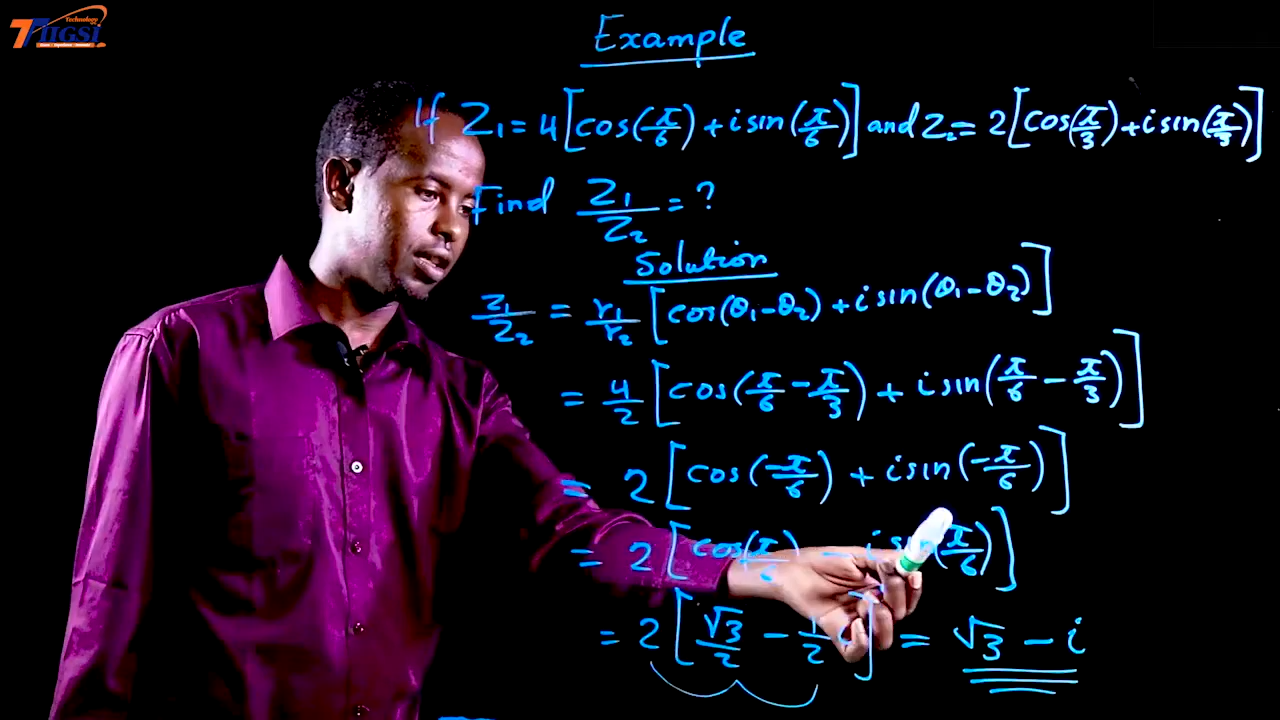 Technology
TIIGSI
Example
If Z₁ = 4[cos(π/6) + i sin(π/6)] and Z₂ = 2[cos(π/3) + i sin(π/3)]
Find Z₁/Z₂ = ?
Solution
Z₁/Z₂ = r₁/r₂ [cos(θ₁ - θ₂) + i sin(θ₁ - θ₂)]
= 4/2 [cos(π/6 - π/3) + i sin(π/6 - π/3)]
= 2 [cos(-π/6) + i sin(-π/6)]
= 2 [cos(π/6) - i sin(π/6)]
= 2 [√3/2 - 1/2 i] = √3 - i